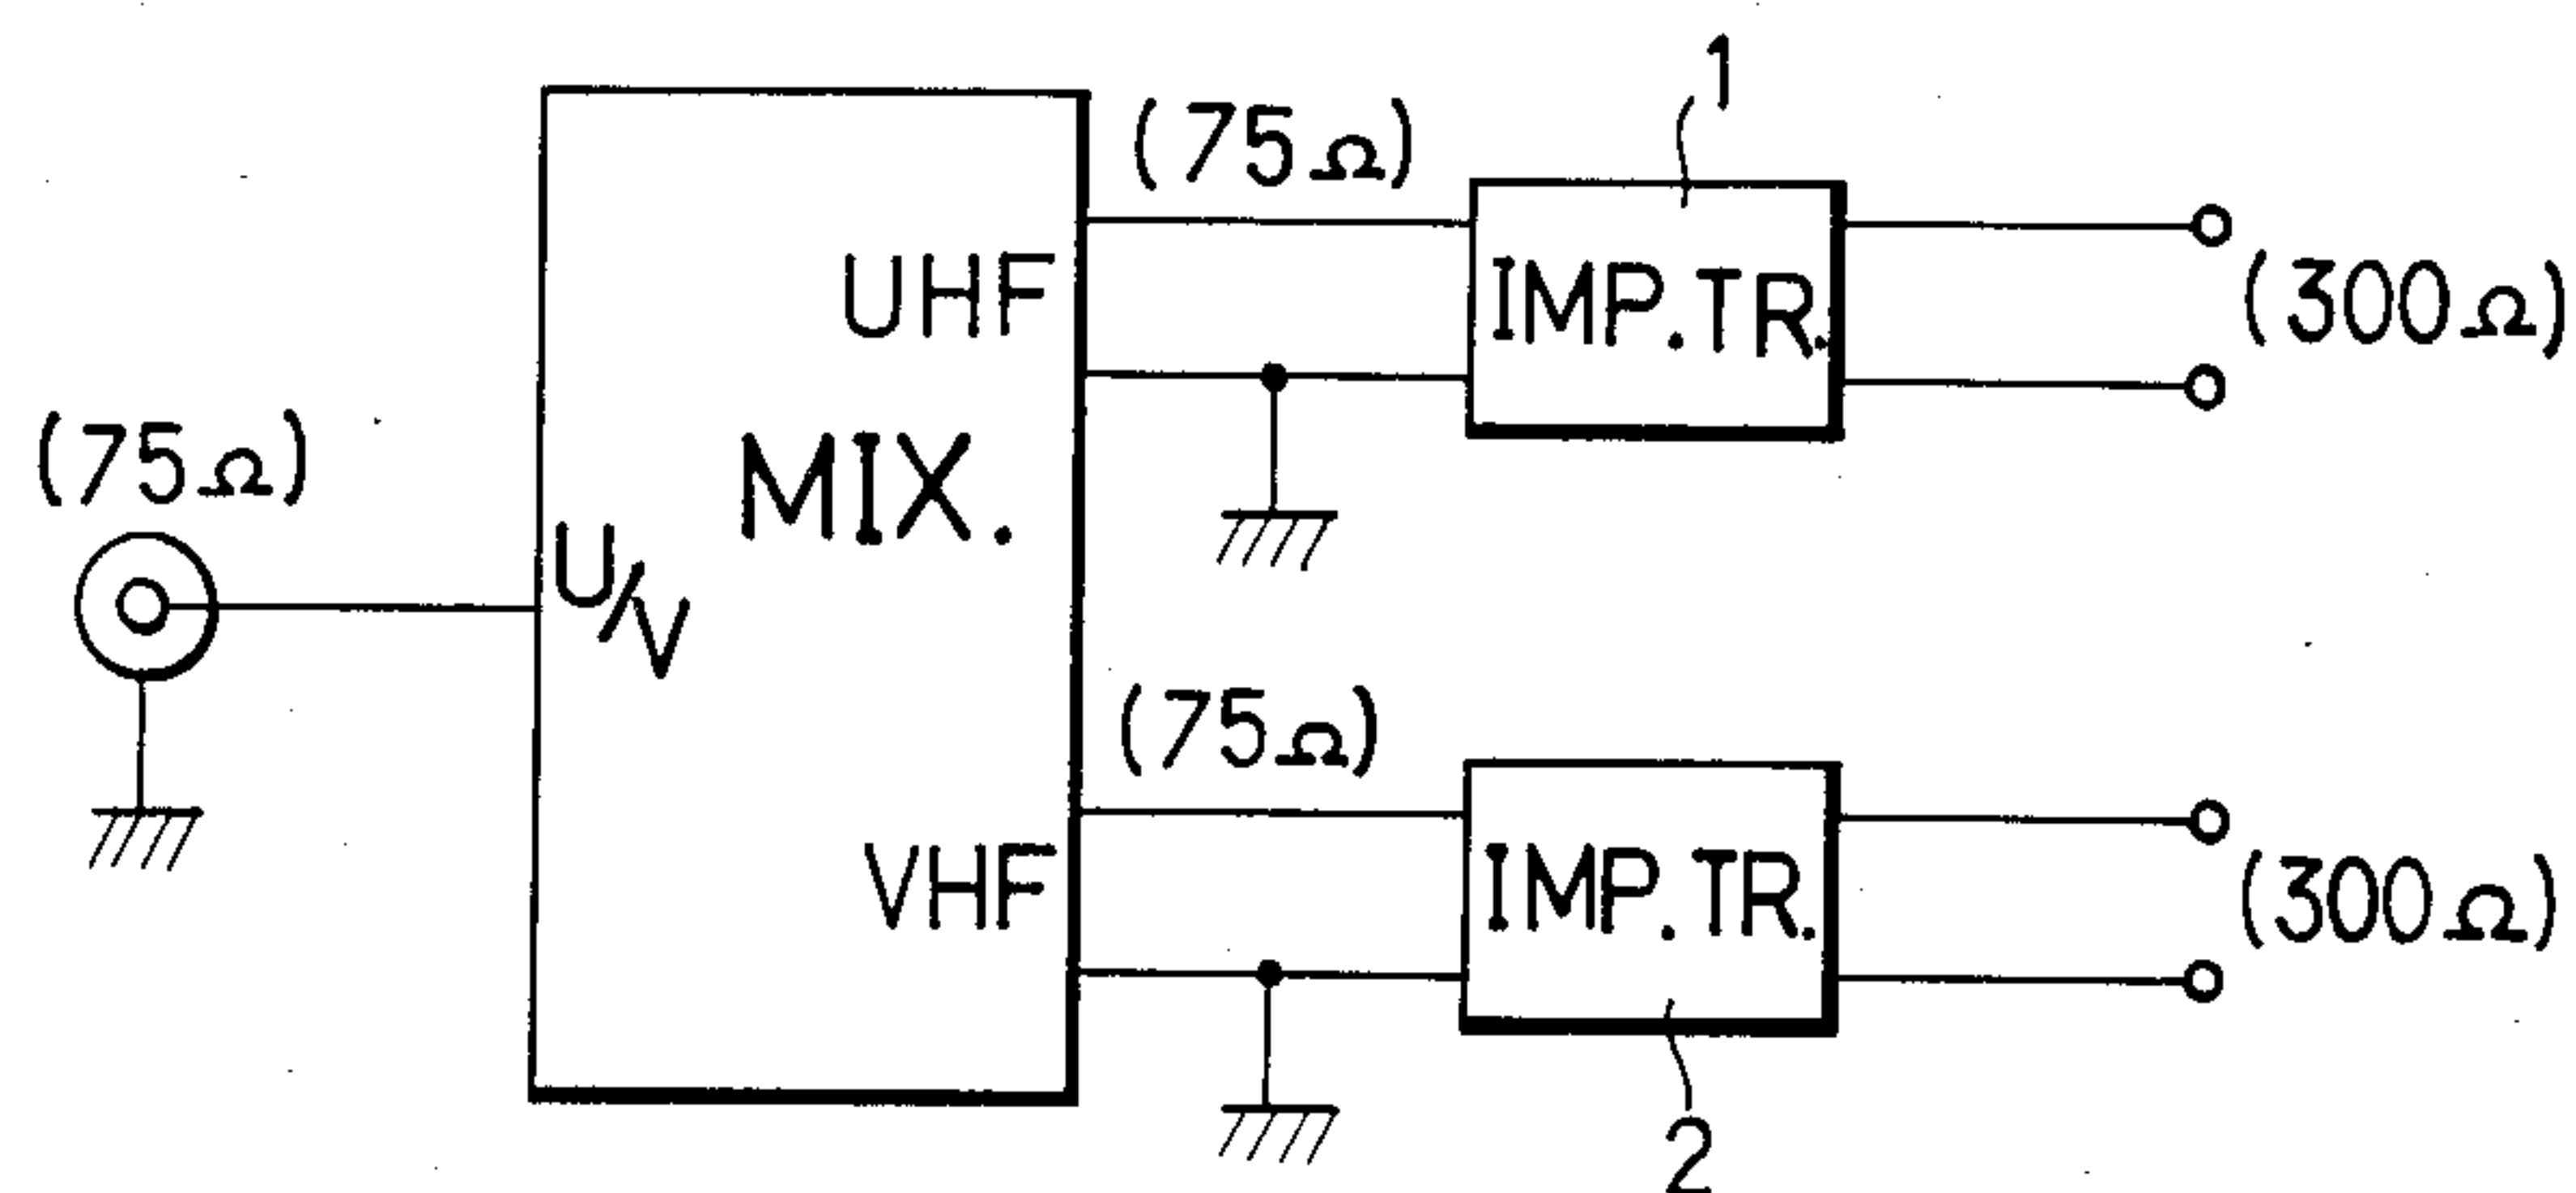 1
(75Ω)
UHF
IMP.TR.
(300Ω)
(75Ω)
MIX.
U/V
(75Ω)
VHF
IMP.TR.
(300Ω)
2